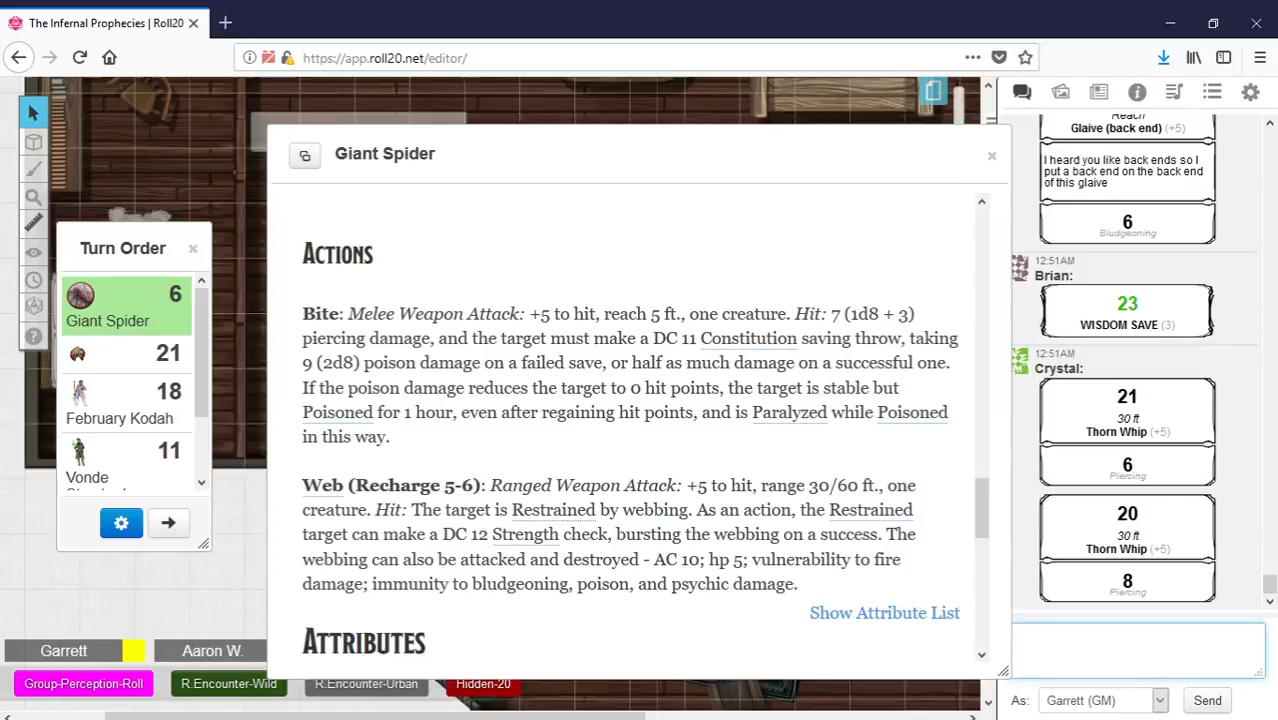 The Infernal Prophecies | Roll20
https://app.roll20.net/editor/
Turn Order
6
Giant Spider
21
18
February Kodah
11
Vonde
Giant Spider
ACTIONS
Bite: Melee Weapon Attack: +5 to hit, reach 5 ft., one creature. Hit: 7 (1d8 + 3)
piercing damage, and the target must make a DC 11 Constitution saving throw, taking
9 (2d8) poison damage on a failed save, or half as much damage on a successful one.
If the poison damage reduces the target to 0 hit points, the target is stable but
Poisoned for 1 hour, even after regaining hit points, and is Paralyzed while Poisoned
in this way.
Web (Recharge 5-6): Ranged Weapon Attack: +5 to hit, range 30/60 ft., one
creature. Hit: The target is Restrained by webbing. As an action, the Restrained
target can make a DC 12 Strength check, bursting the webbing on a success. The
webbing can also be attacked and destroyed - AC 10; hp 5; vulnerability to fire
damage; immunity to bludgeoning, poison, and psychic damage.
Show Attribute List
ATTRIBUTES
Reach
Glaive (back end) (+5)
I heard you like back ends so I
put a back end on the back end
of this glaive
6
Bludgeoning
12:51AM
Brian:
23
WISDOM SAVE (3)
12:51AM
Crystal:
21
30 ft
Thorn Whip (+5)
6
Piercing
20
30 ft
Thorn Whip (+5)
8
Piercing
As: Garrett (GM) Send
Garrett
Aaron W.
Group-Perception-Roll
R.Encounter-Wild
R.Encounter-Urban
Hidden-20